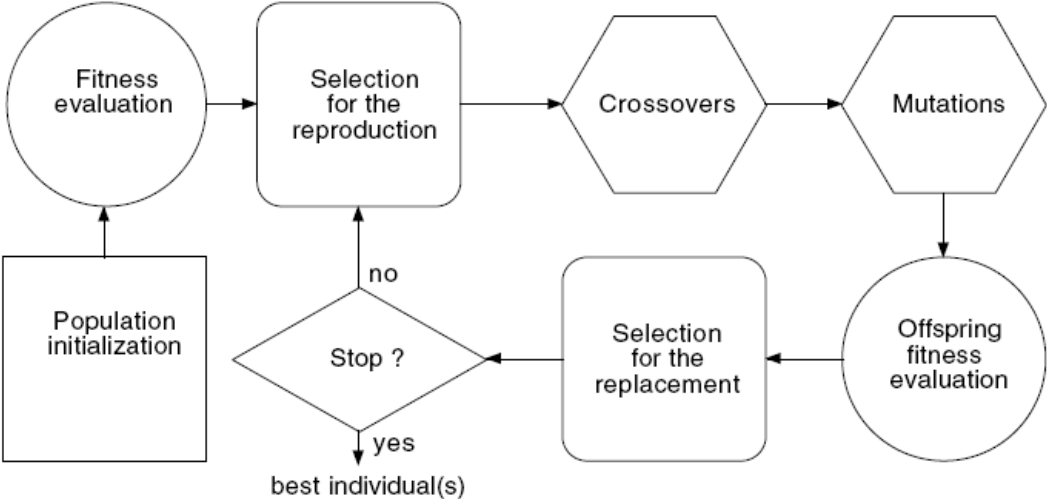 Fitness
evaluation
Selection
for the
reproduction
Crossovers
Mutations
Population
initialization
no
Stop ?
yes
best individual(s)
Selection
for the
replacement
Offspring
fitness
evaluation